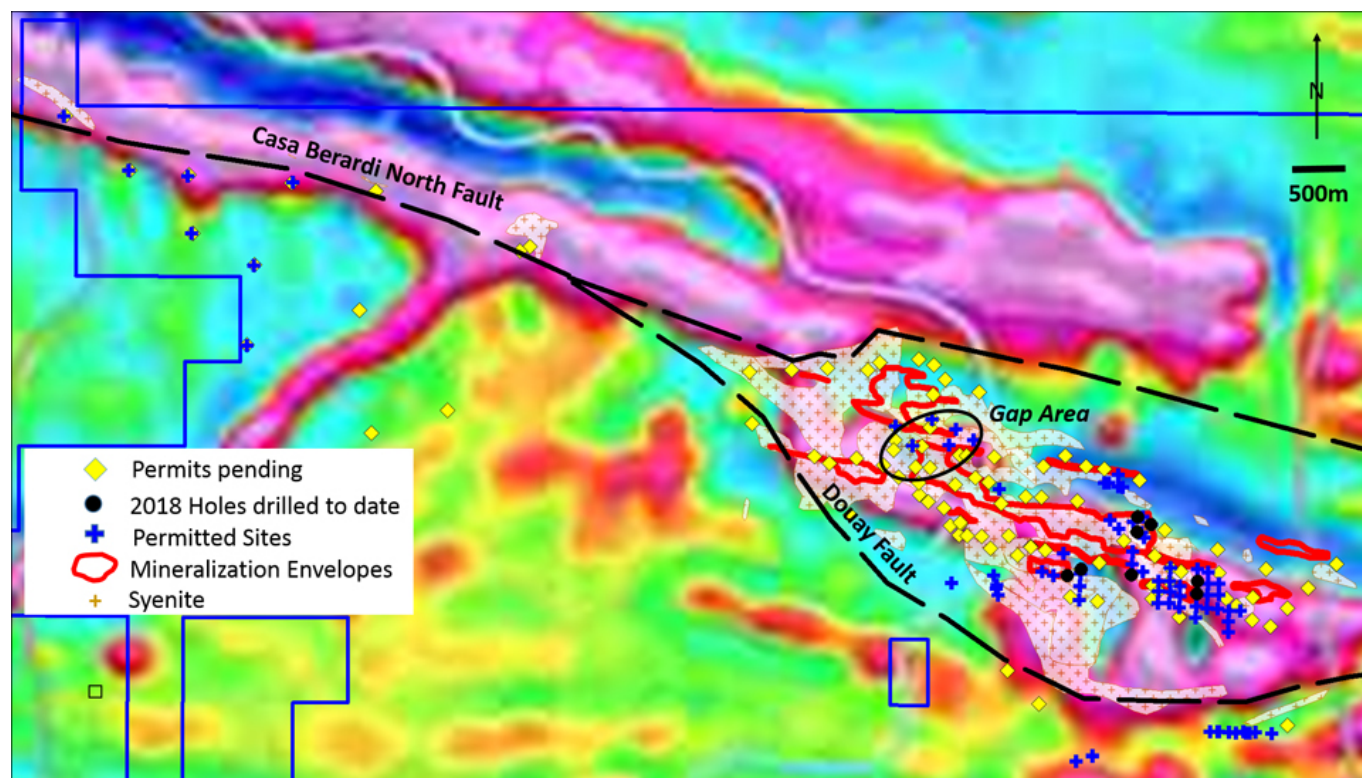 N
500m
Casa Berardi North Fault
Gap Area
Douay Fault
Permits pending
2018 Holes drilled to date
Permitted Sites
Mineralization Envelopes
Syenite